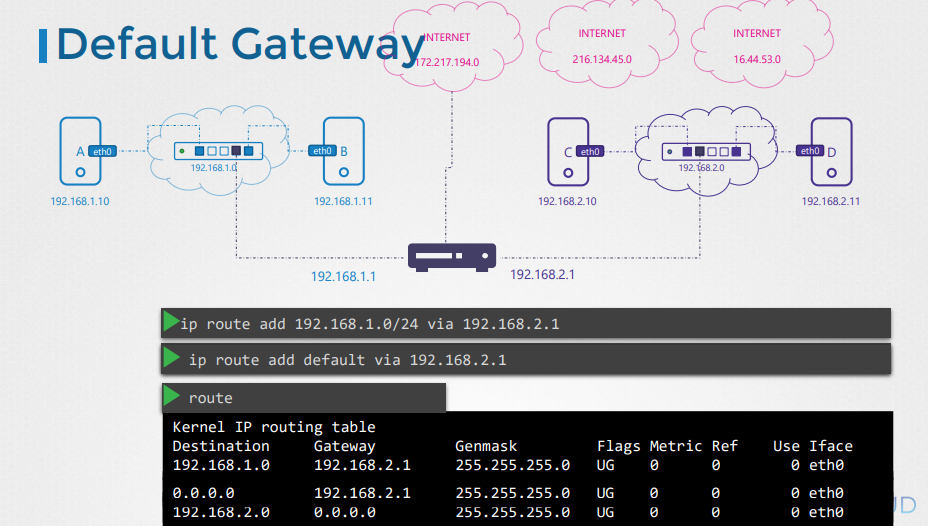 Default Gateway
INTERNET
172.217.194.0
INTERNET
216.134.45.0
INTERNET
16.44.53.0
A eth0
192.168.1.0
eth0 B
192.168.1.10
192.168.1.11
C eth0
192.168.2.0
eth0 D
192.168.2.10
192.168.2.11
192.168.1.1
192.168.2.1
ip route add 192.168.1.0/24 via 192.168.2.1
ip route add default via 192.168.2.1
route
Kernel IP routing table
Destination Gateway Genmask Flags Metric Ref Use Iface
192.168.1.0 192.168.2.1 255.255.255.0 UG 0 0 0 eth0
0.0.0.0 192.168.2.1 255.255.255.0 UG 0 0 0 eth0
192.168.2.0 0.0.0.0 255.255.255.0 UG 0 0 0 eth0